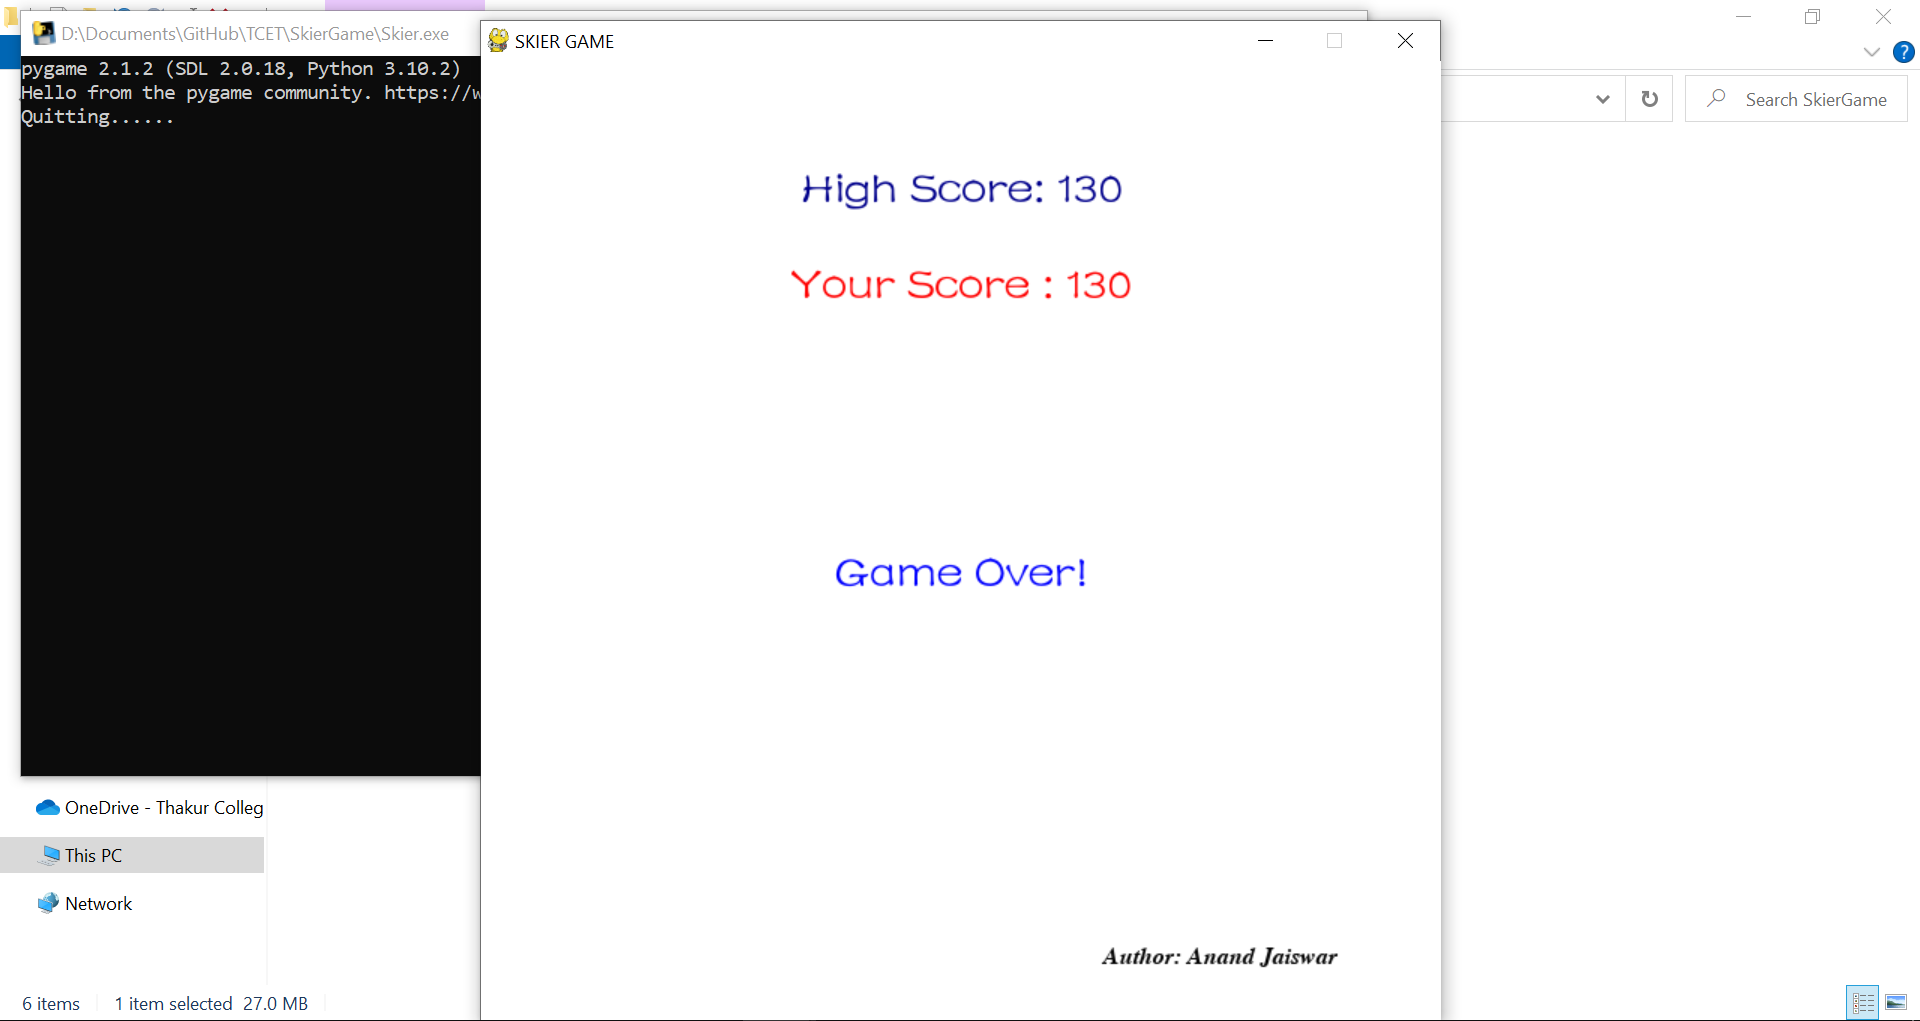 D:\Documents\GitHub\TCET\SkierGame\Skier.exe
pygame 2.1.2 (SDL 2.0.18, Python 3.10.2)
Hello from the pygame community. https://w
Quitting......
SKIER GAME
High Score: 130
Your Score : 130
Game Over!
Author: Anand Jaiswar
?
Search SkierGame
OneDrive - Thakur Colleg
This PC
Network
6 items
1 item selected 27.0 MB